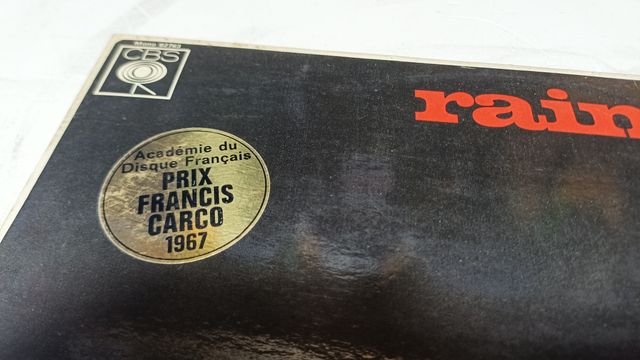 CBS
rain
Académie du
Disque Français
PRIX
FRANCIS
CARCO
1967